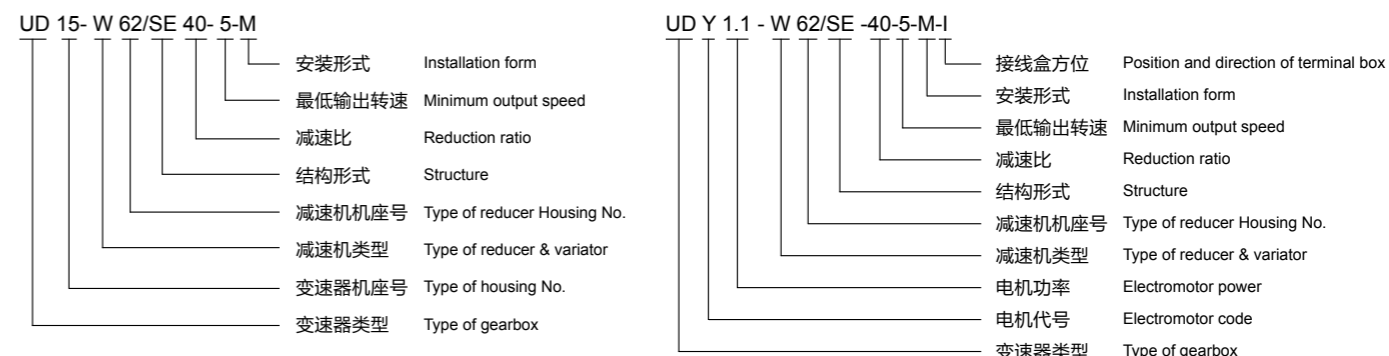 UD 15- W 62/SE 40- 5-M
安装形式 Installation form
最低输出转速 Minimum output speed
减速比 Reduction ratio
结构形式 Structure
减速机机座号 Type of reducer Housing No.
减速机类型 Type of reducer & variator
变速器机座号 Type of housing No.
变速器类型 Type of gearbox
UD Y 1.1 - W 62/SE -40-5-M-I
接线盒方位 Position and direction of terminal box
安装形式 Installation form
最低输出转速 Minimum output speed
减速比 Reduction ratio
结构形式 Structure
减速机机座号 Type of reducer Housing No.
减速机类型 Type of reducer & variator
电机功率 Electromotor power
电机代号 Electromotor code
变速器类型 Type of gearbox